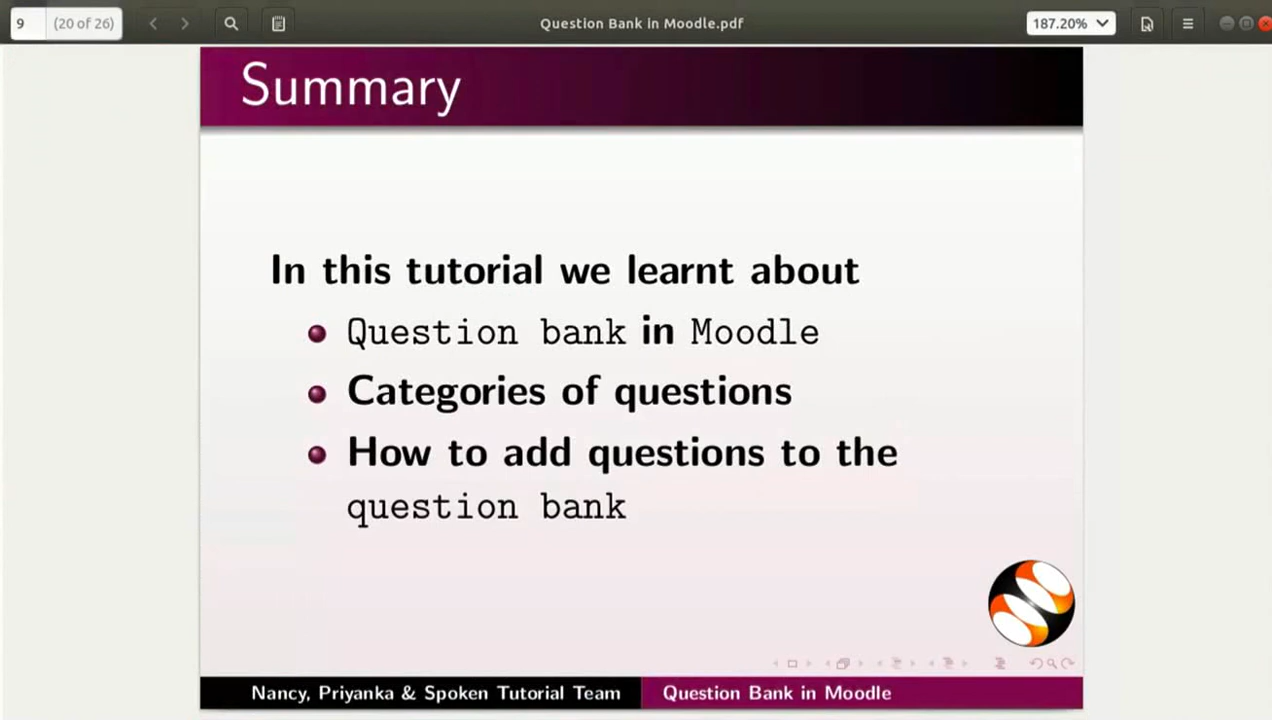 9 (20 of 26) Question Bank in Moodle.pdf 187.20%
Summary
In this tutorial we learnt about
Question bank in Moodle
Categories of questions
How to add questions to the
question bank
Nancy, Priyanka & Spoken Tutorial Team Question Bank in Moodle